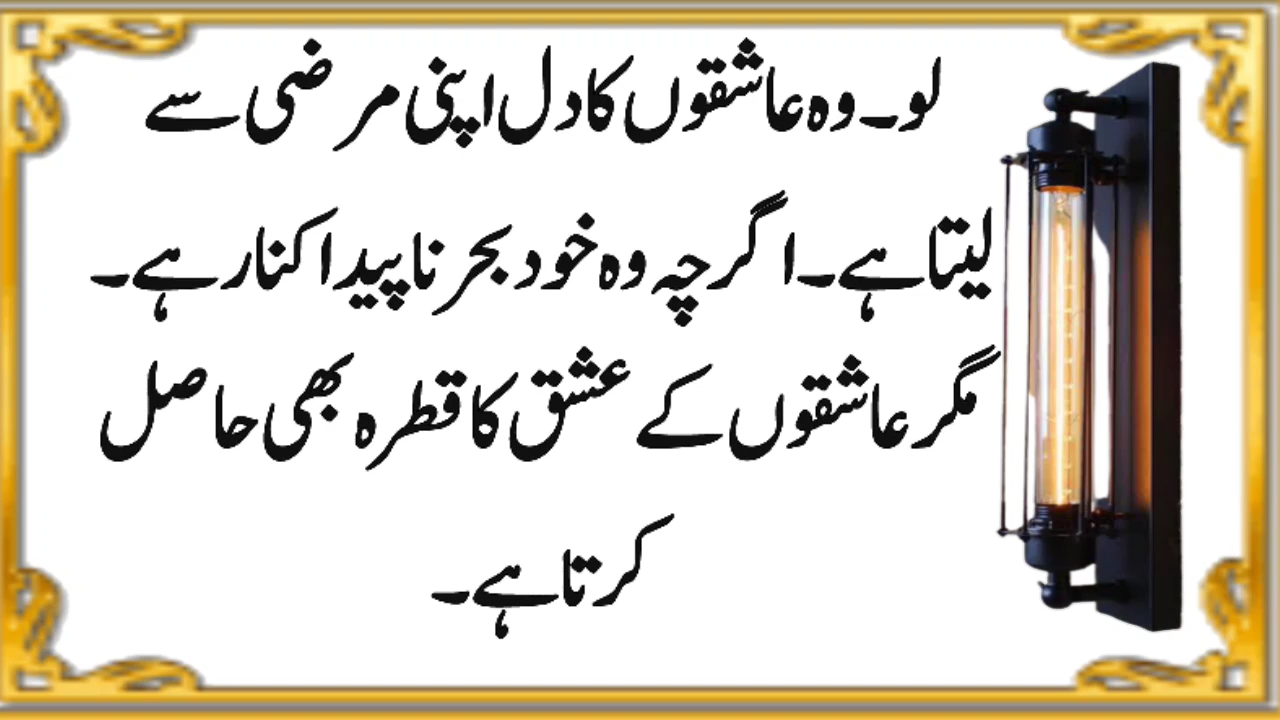 لو۔وہ عاشقوں کا دل اپنی مرضی سے
لیتا ہے۔اگرچہ وہ خود بحر ناپیدا کنار ہے۔
مگر عاشقوں کے عشق کا قطرہ بھی حاصل
کرتا ہے۔